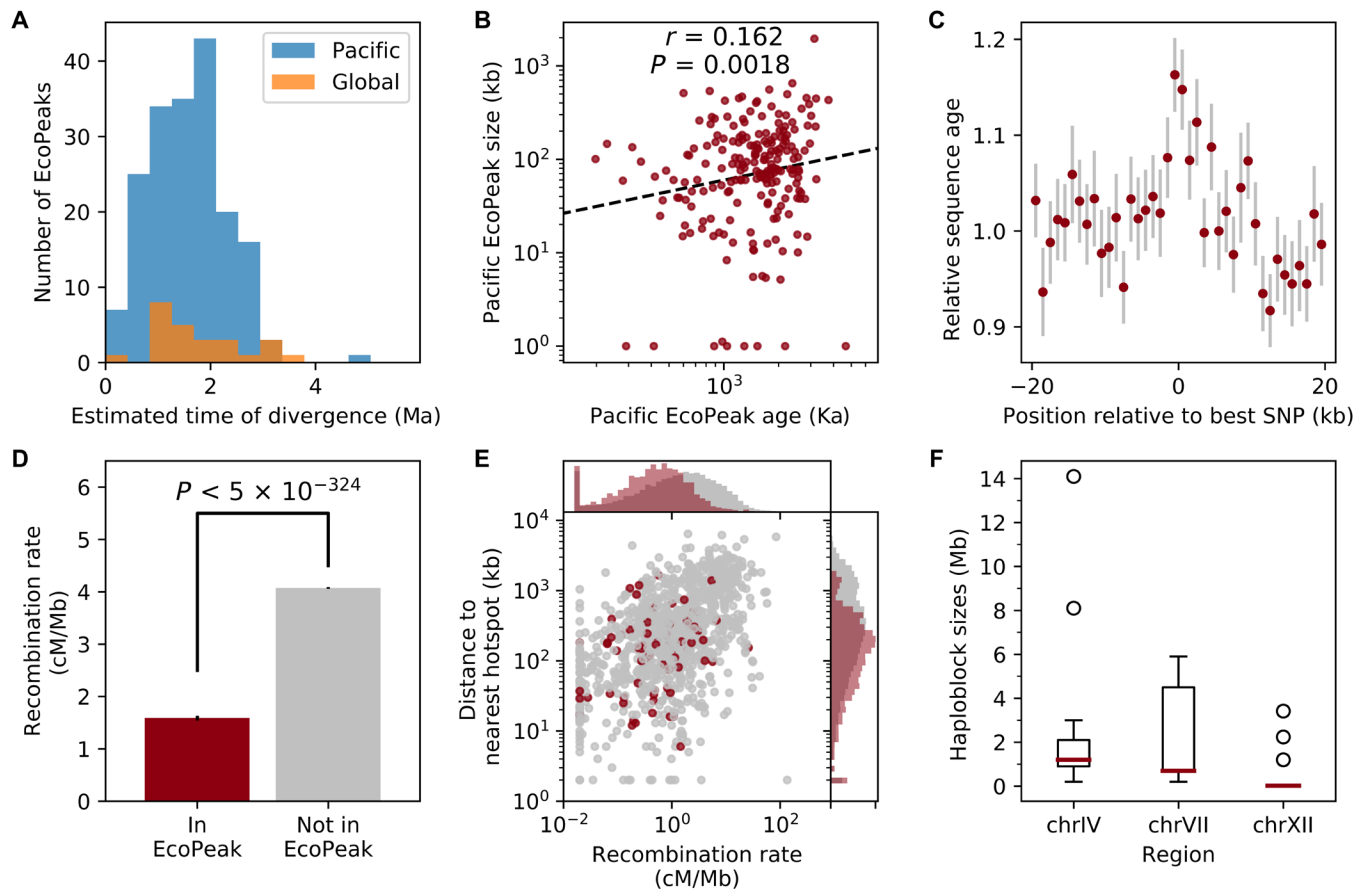 A
Number of EcoPeaks
40
30
20
10
0
Pacific
Global
0
2
4
Estimated time of divergence (Ma)
B
Pacific EcoPeak size (kb)
10³
10²
10¹
10⁰
r = 0.162
P = 0.0018
10³
Pacific EcoPeak age (Ka)
C
Relative sequence age
1.2
1.1
1.0
0.9
−20
0
20
Position relative to best SNP (kb)
D
Recombination rate
(cM/Mb)
6
5
4
3
2
1
0
P < 5 × 10⁻³²⁴
In
EcoPeak
Not in
EcoPeak
E
Distance to
nearest hotspot (kb)
10⁴
10³
10²
10¹
10⁰
10⁻²
10⁰
10²
Recombination rate
(cM/Mb)
F
Haploblock sizes (Mb)
14
12
10
8
6
4
2
0
chrIV
chrVII
chrXII
Region